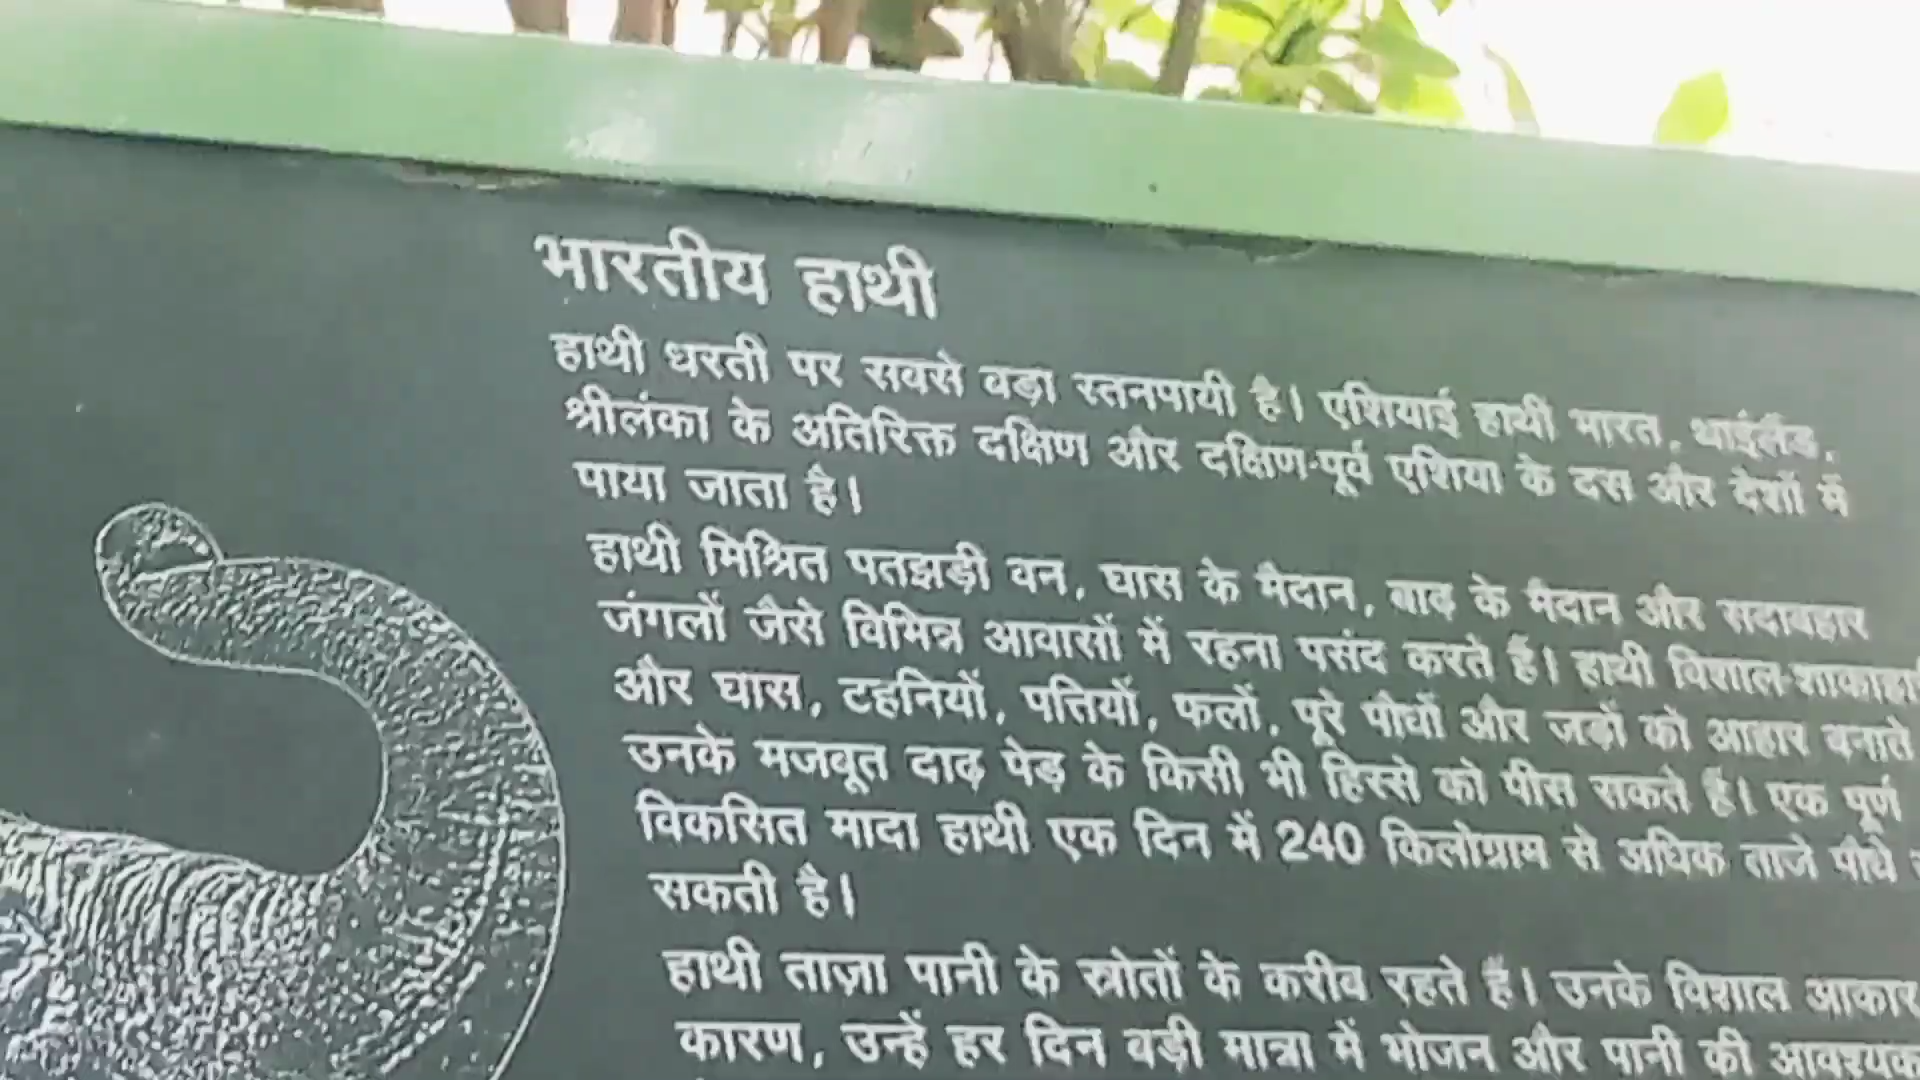 भारतीय हाथी
हाथी धरती पर सबसे बड़ा स्तनपायी है। एशियाई हाथी भारत, थाईलैंड,
श्रीलंका के अतिरिक्त दक्षिण और दक्षिण-पूर्व एशिया के दस और देशों में
पाया जाता है।
हाथी मिश्रित पतझड़ी वन, घास के मैदान, बाढ़ के मैदान और सदाबहार
जंगलों जैसे विभिन्न आवासों में रहना पसंद करते हैं। हाथी
और घास, टहनियों, पत्तियों, फलों, पूरे पौधों और जड़ों को आहार बनाते
उनके मजबूत दाढ़ पेड़ के किसी भी हिस्से को पीस सकते हैं। एक पूर्ण
विकसित मादा हाथी एक दिन में 240 किलोग्राम से अधिक ताजे पौधे
सकती है।
हाथी ताज़ा पानी के स्रोतों के करीब रहते हैं। उनके विशाल आकार
कारण, उन्हें हर दिन बड़ी मात्रा में भोजन और पानी की